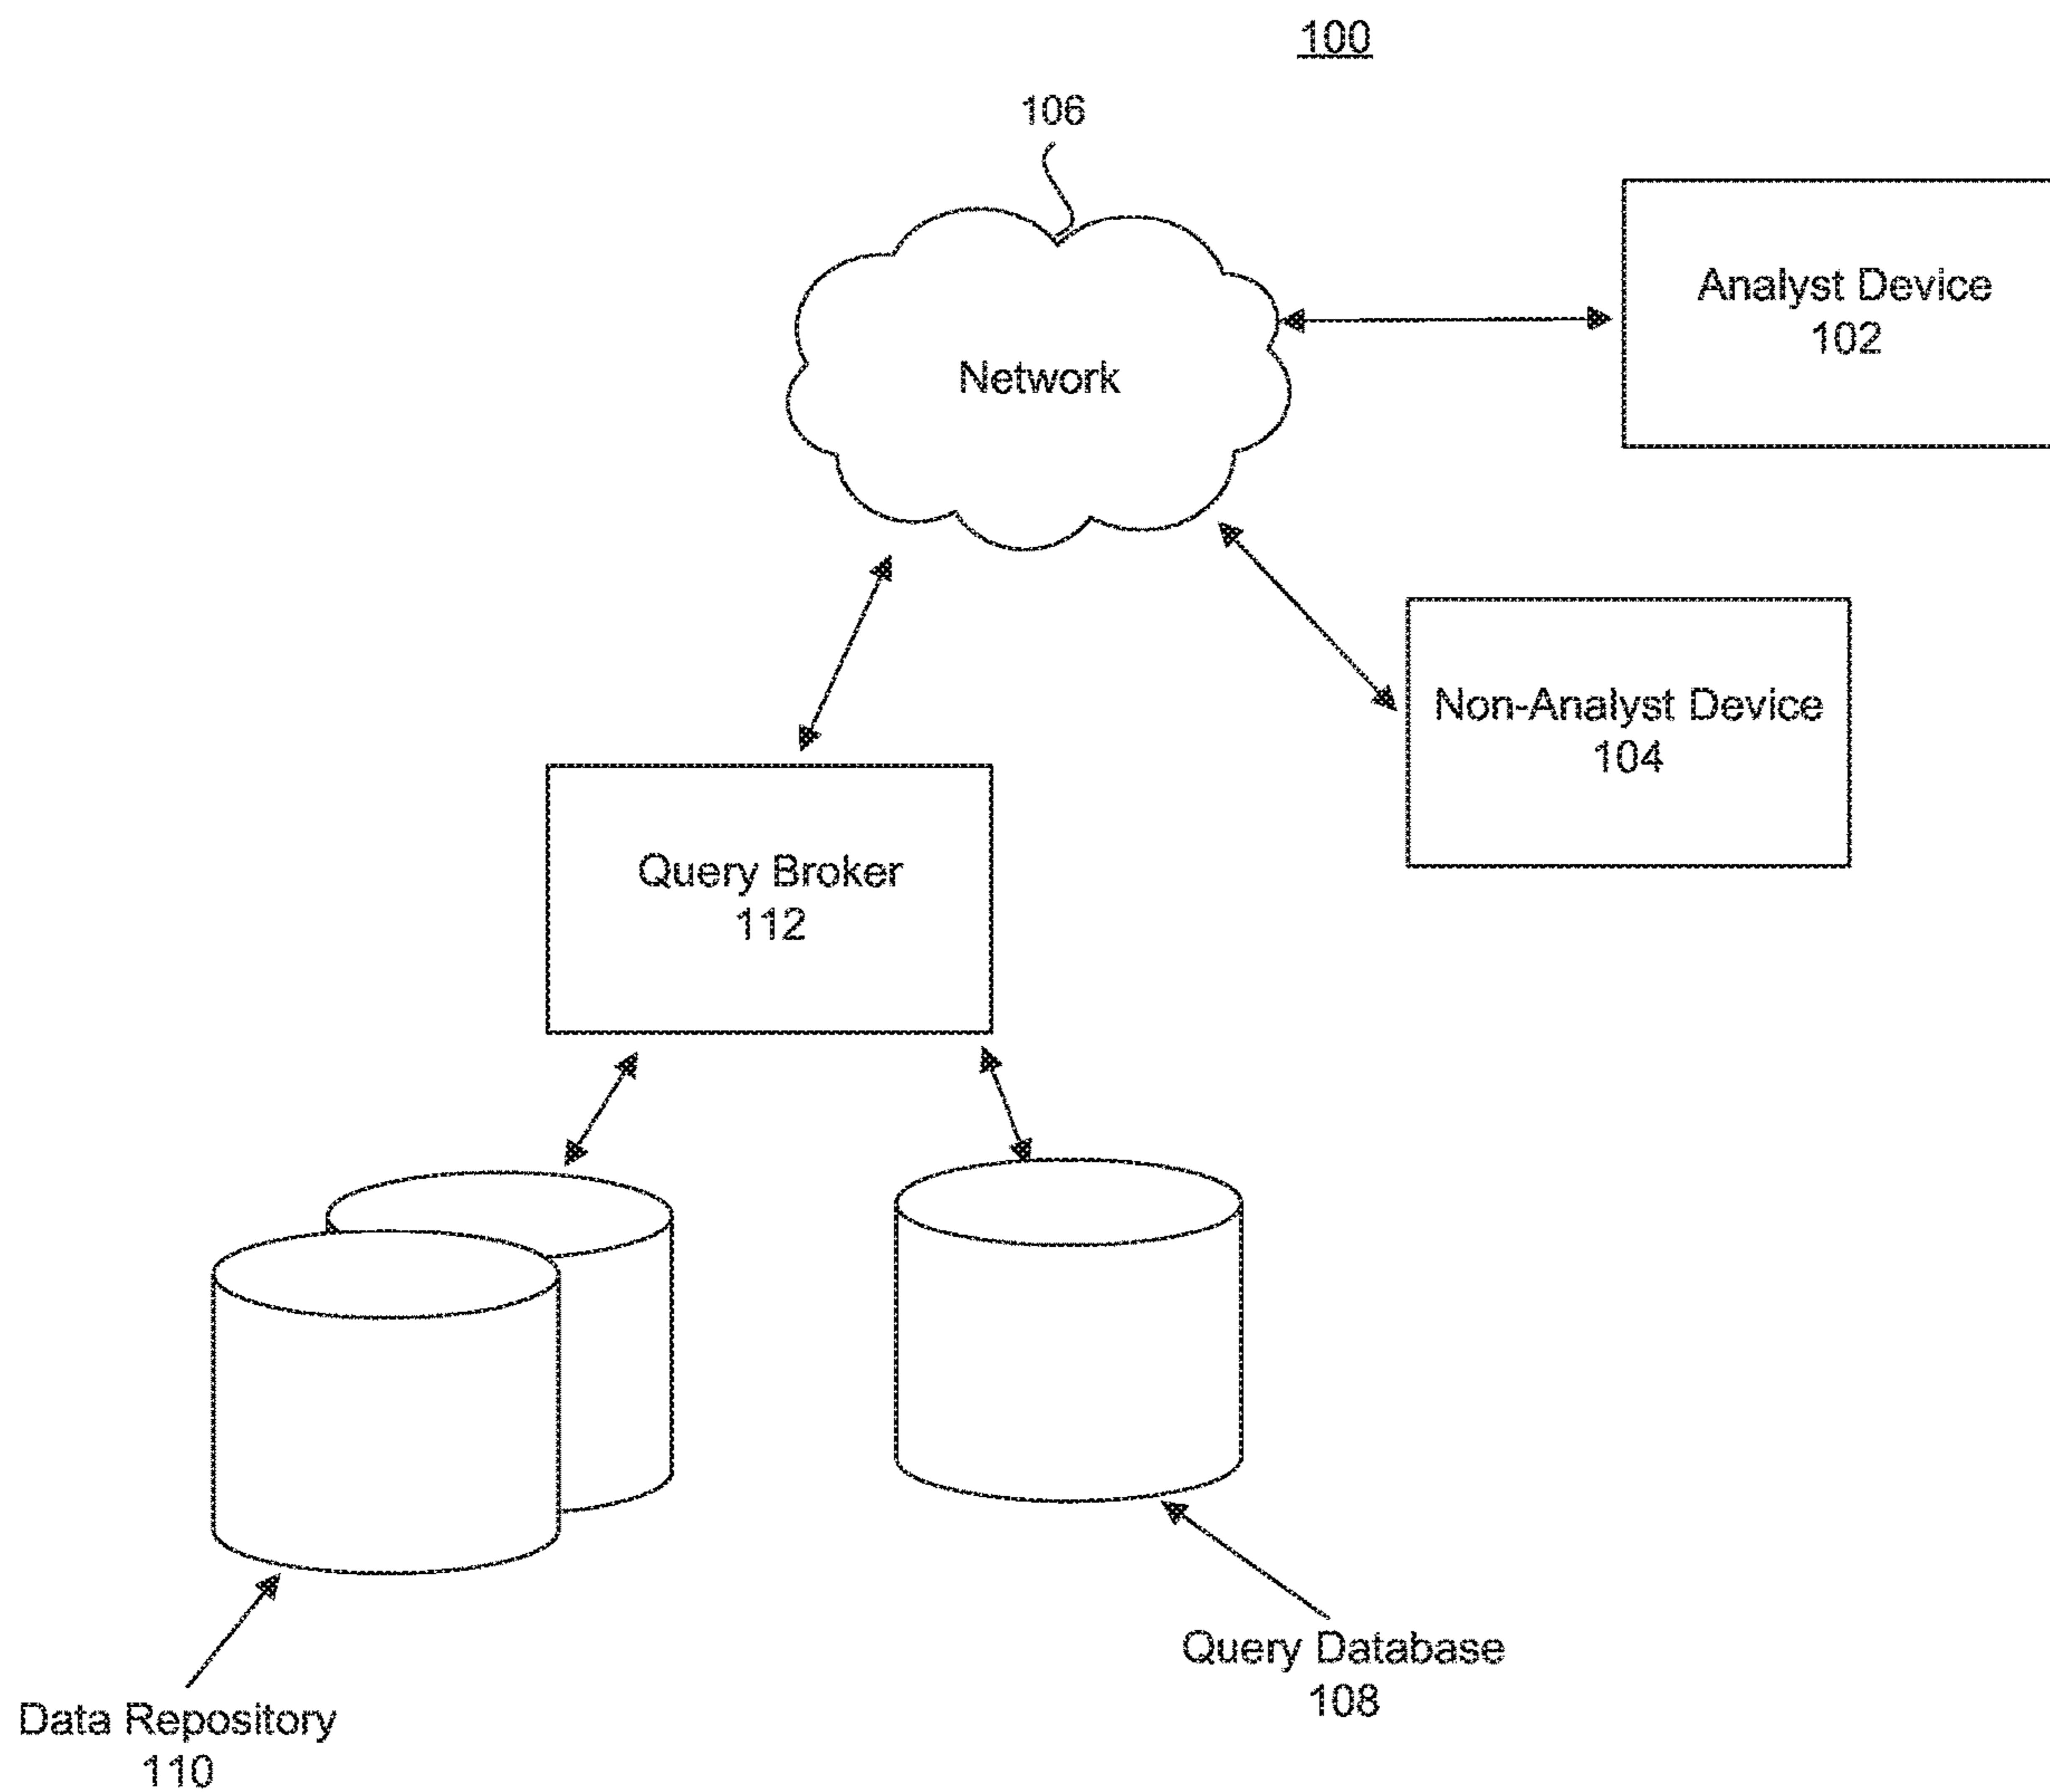 100
106
Network
Analyst Device
102
Non-Analyst Device
104
Query Broker
112
Query Database
108
Data Repository
110